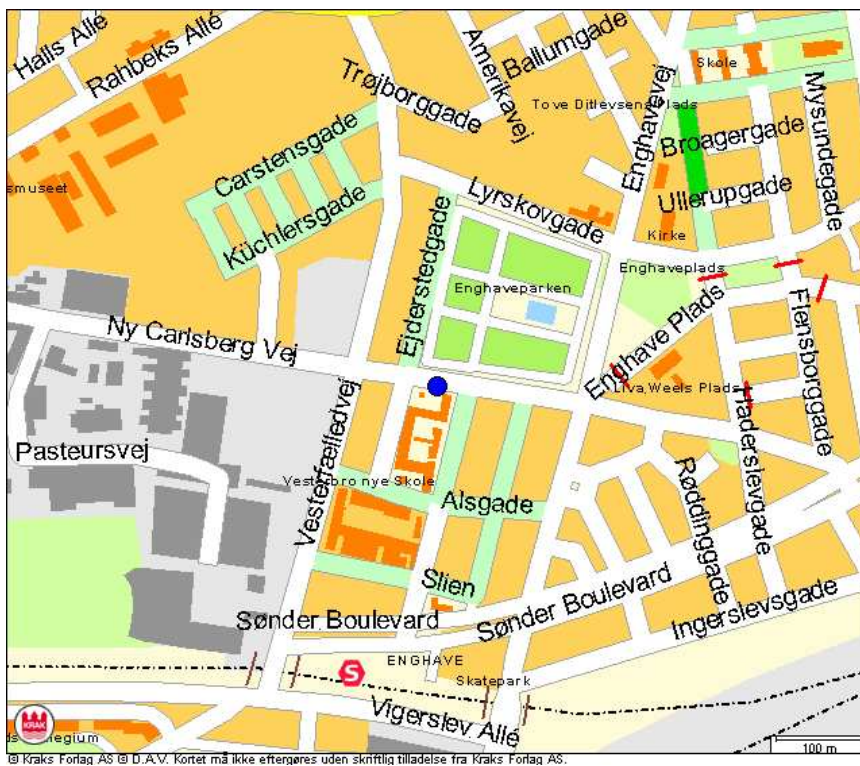 Halls Allé
Rahbeks Allé
Trøjborggade
Amerikavej
Ballumgade
Enghavevej
Skole
Tove Ditlevsens Plads
Mysundegade
Broagergade
Carstensgade
Küchlersgade
Lyrskovgade
Ullerupgade
smuseet
Kirke
Ejderstedgade
Enghaveparken
Enghaveplads
Enghave Plads
Flensborggade
Ny Carlsberg Vej
Liva Weels Plads
Haderslevgade
Vesterfælledvej
Pasteursvej
Vesterbro nye Skole
Alsgade
Røddinggade
Slien
Sønder Boulevard
Sønder Boulevard
Ingerslevsgade
ENGHAVE
S
Skatepark
Vigerslev Allé
KRAK
100 m
© Kraks Forlag AS © D.A.V. Kortet må ikke eftergøres uden skriftlig tilladelse fra Kraks Forlag AS.